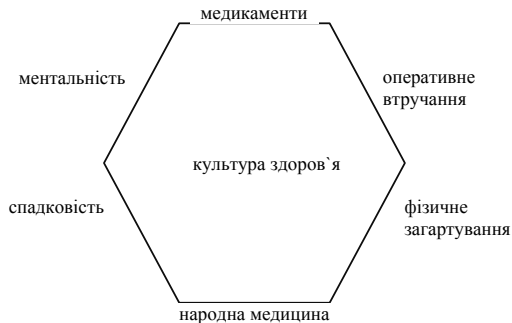 медикаменти
ментальність
оперативне
втручання
культура здоров`я
спадковість
фізичне
загартування
народна медицина